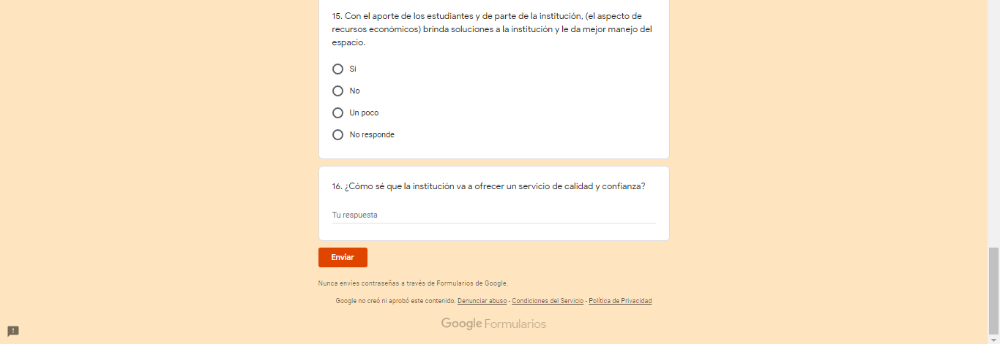 15. Con el aporte de los estudiantes y de parte de la institución, (el aspecto de
recursos económicos) brinda soluciones a la institución y le da mejor manejo del
espacio.
Si
No
Un poco
No responde
16. ¿Cómo sé que la institución va a ofrecer un servicio de calidad y confianza?
Tu respuesta
Enviar
Nunca envíes contraseñas a través de Formularios de Google.
Google no creó ni aprobó este contenido. Denunciar abuso - Condiciones del Servicio - Política de Privacidad
Google Formularios